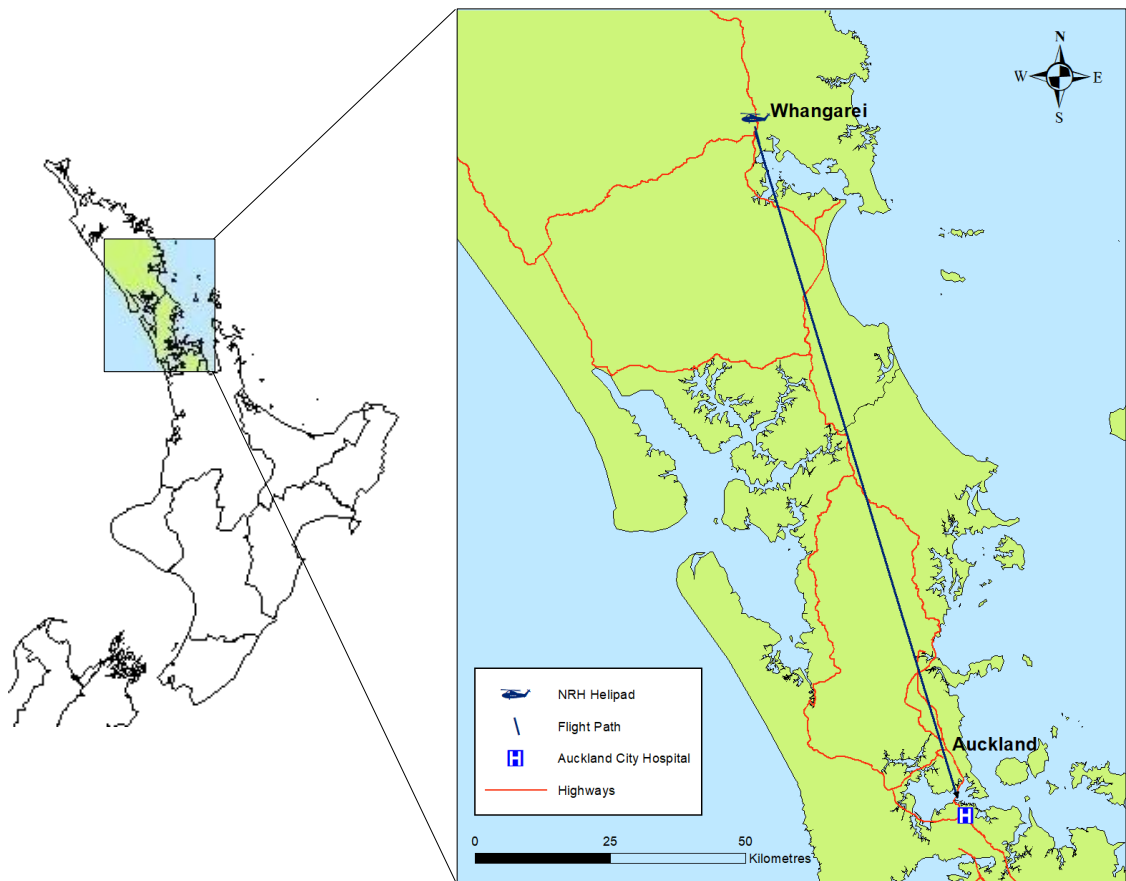 N
W E
S
Whangarei
Auckland
NRH Helipad
Flight Path
H Auckland City Hospital
Highways
H
0 25 50
Kilometres